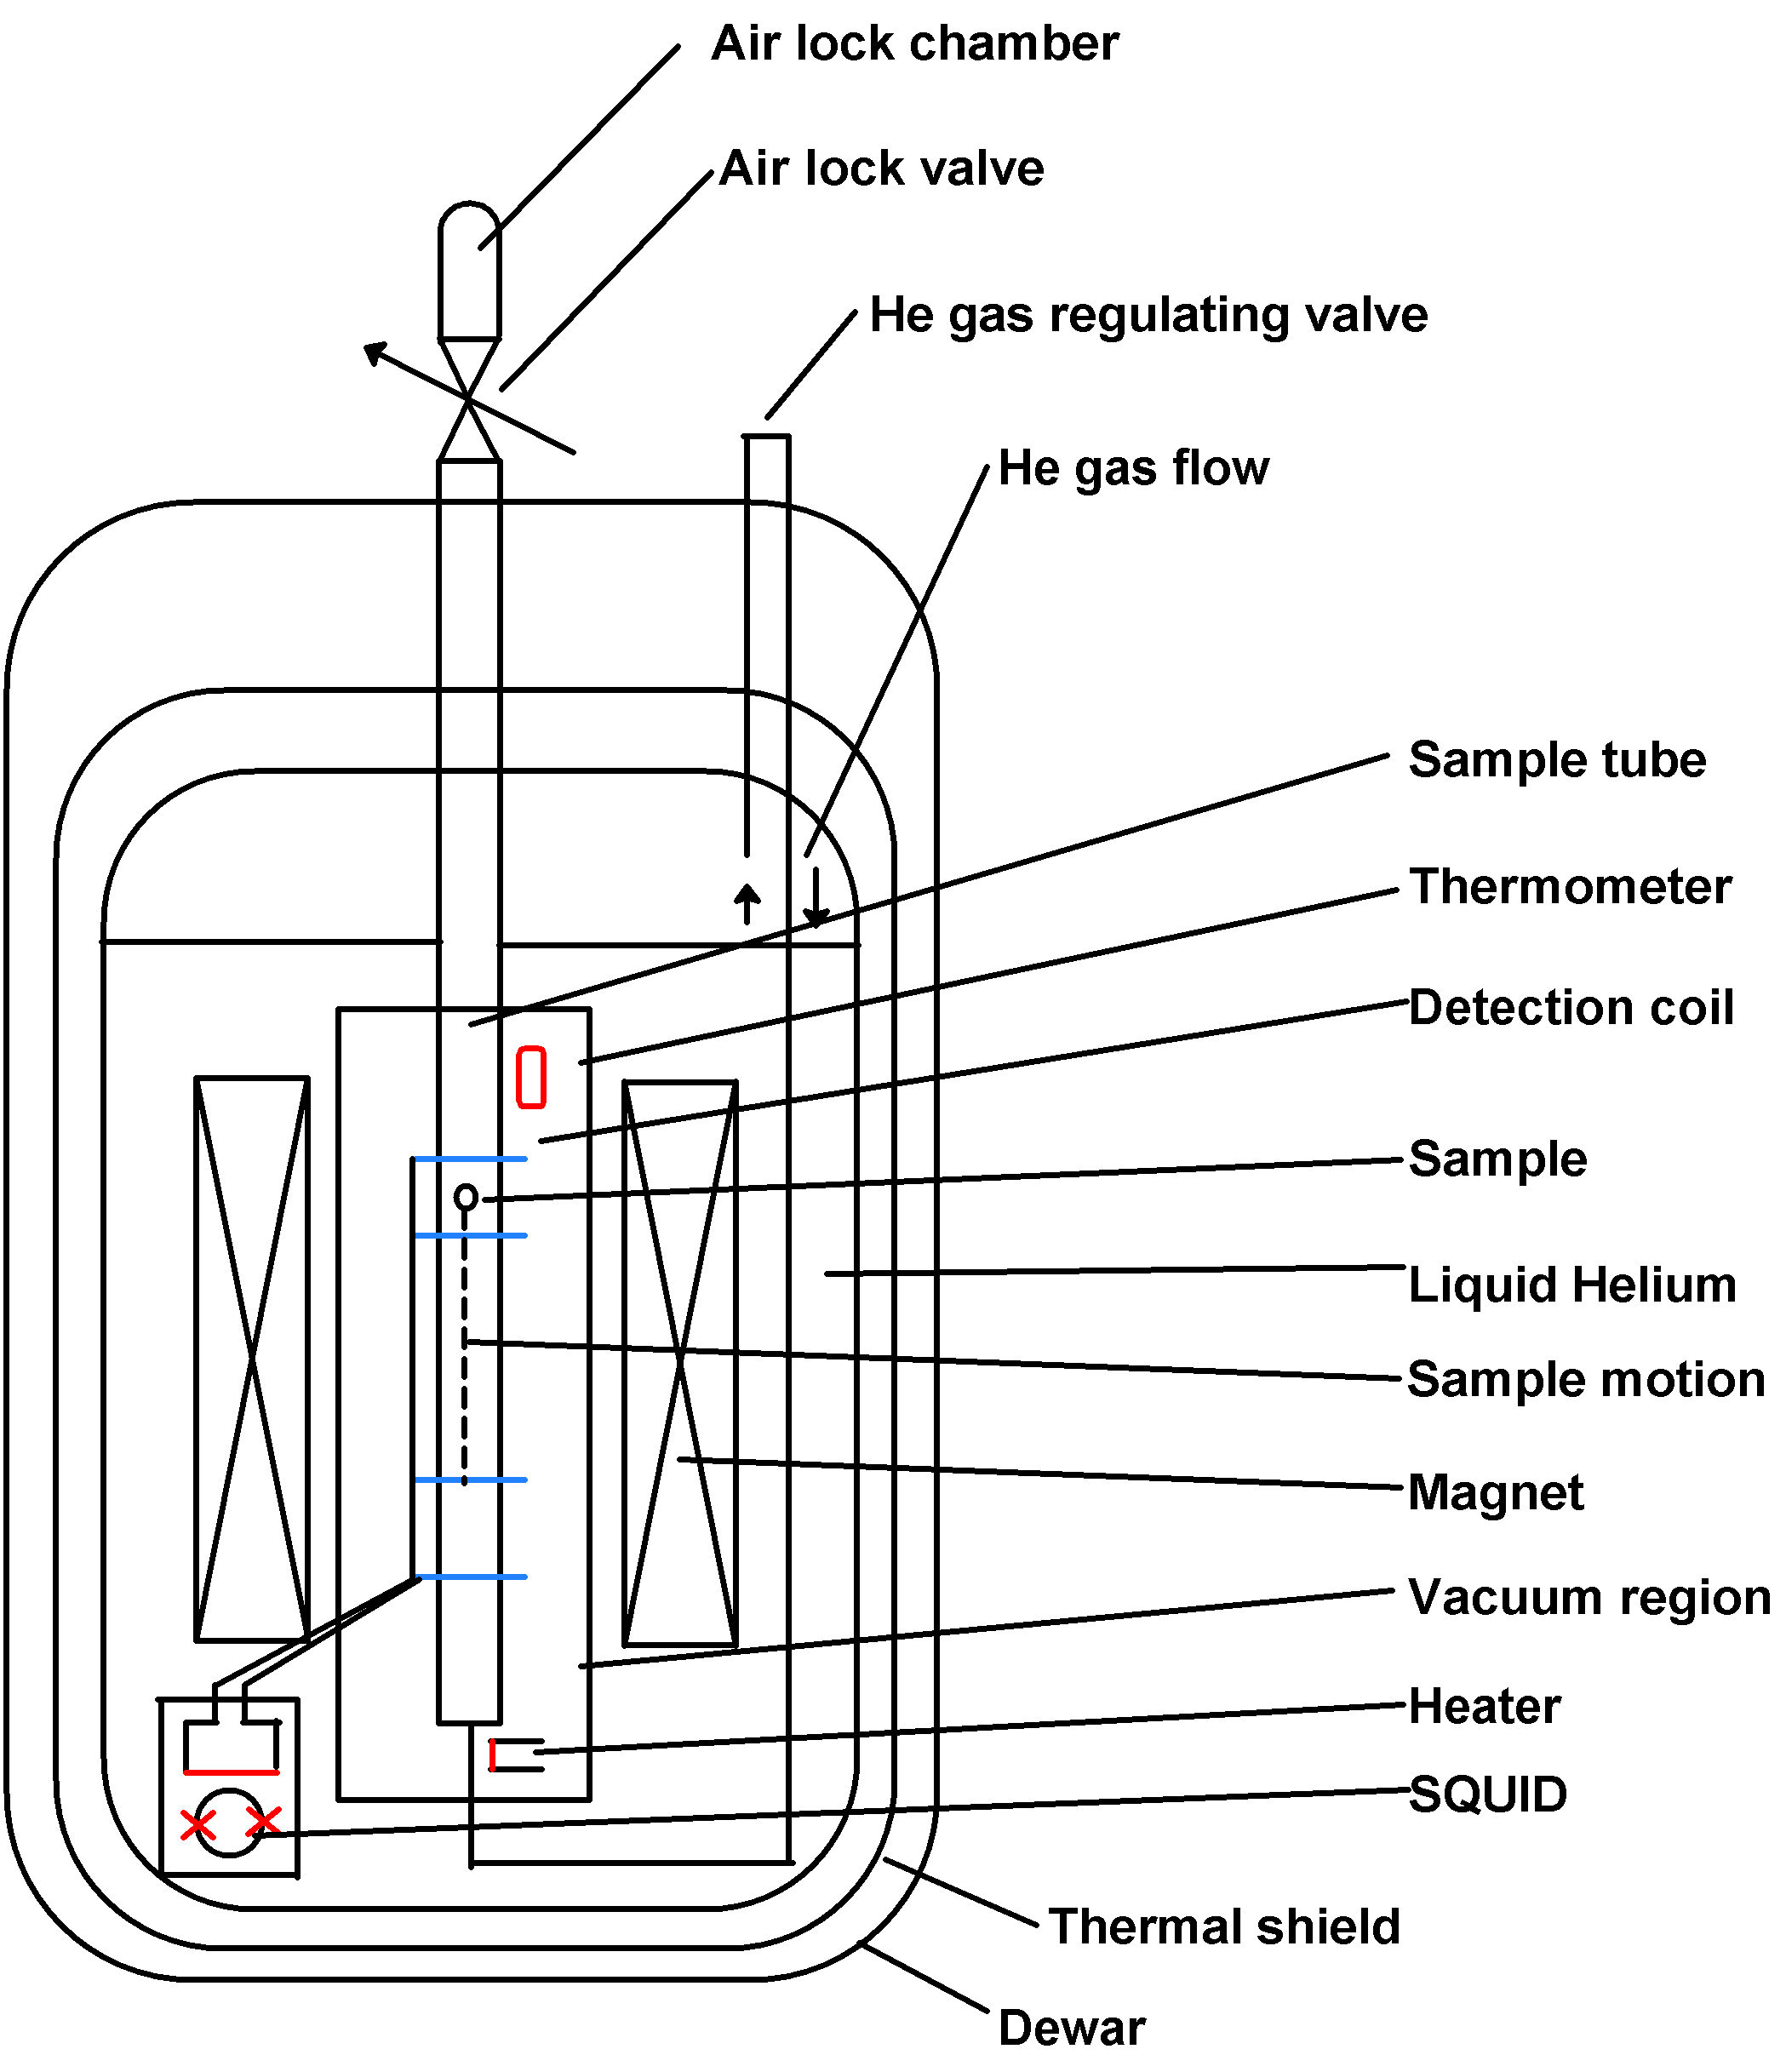 Air lock chamber
Air lock valve
He gas regulating valve
He gas flow
Sample tube
Thermometer
Detection coil
Sample
Liquid Helium
Sample motion
Magnet
Vacuum region
Heater
SQUID
Thermal shield
Dewar